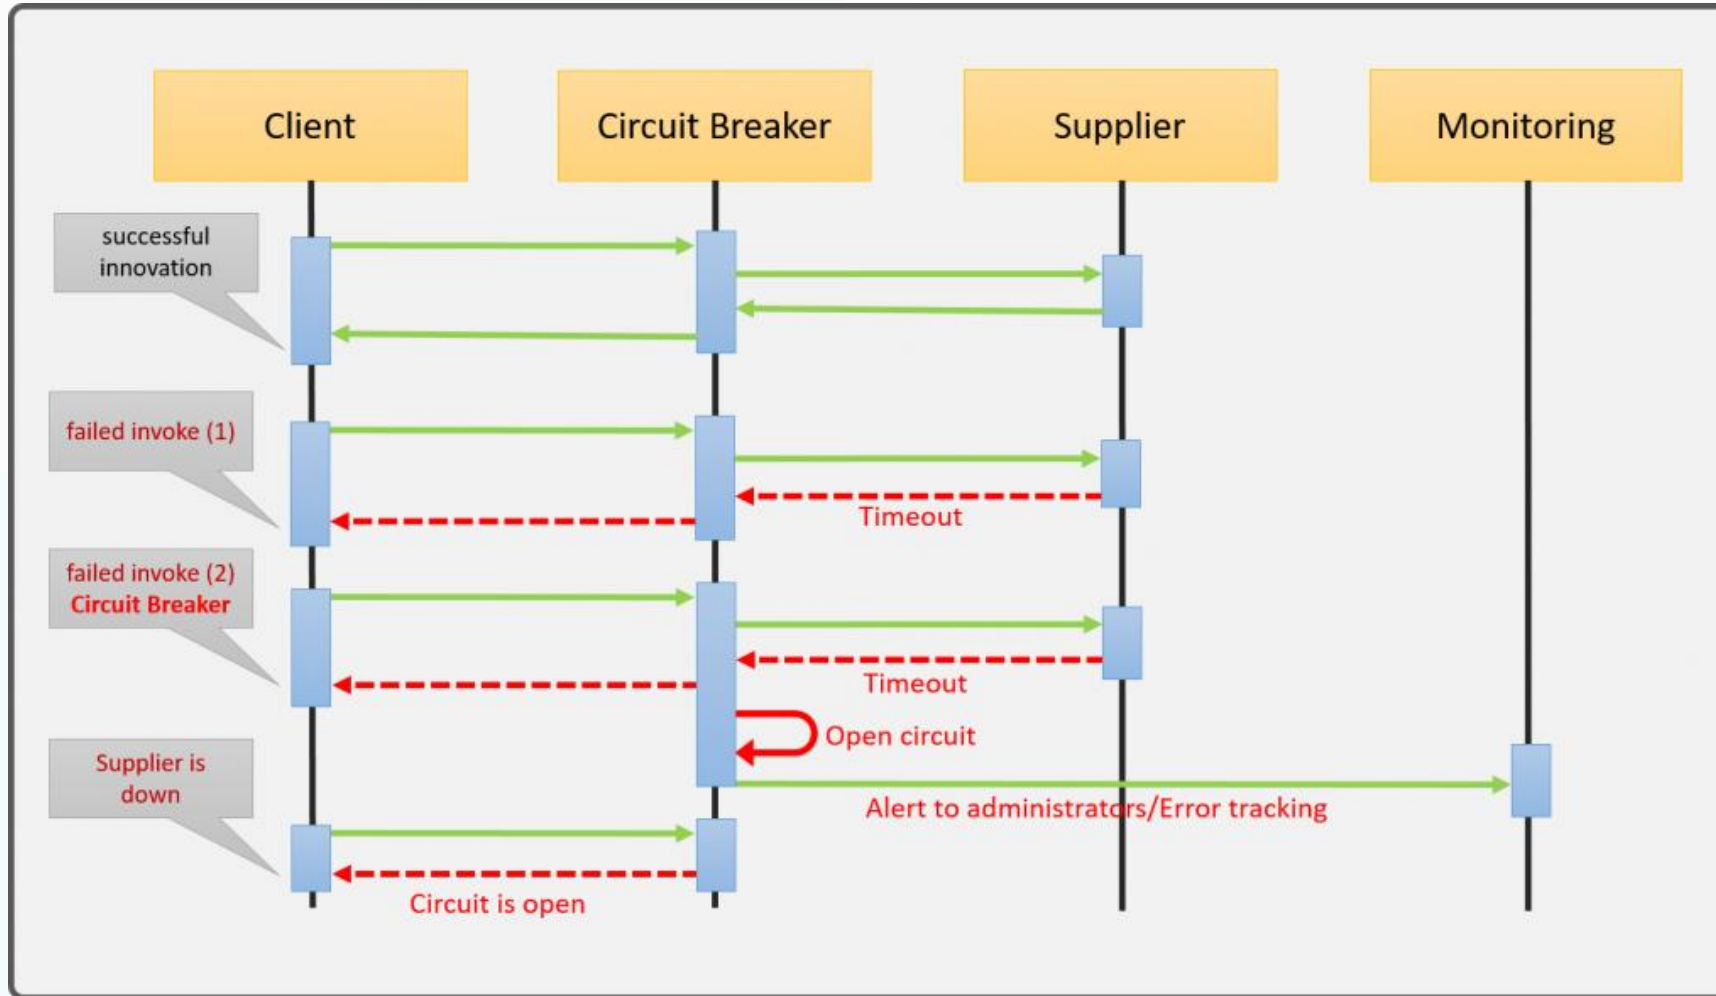 Client
Circuit Breaker
Supplier
Monitoring
successful
innovation
failed invoke (1)
Timeout
failed invoke (2)
Circuit Breaker
Timeout
Open circuit
Supplier is
down
Alert to administrators/Error tracking
Circuit is open